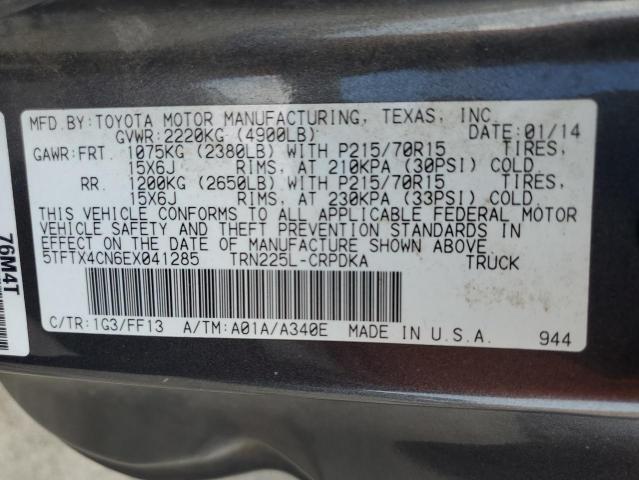 MFD.BY:TOYOTA MOTOR MANUFACTURING, TEXAS, INC.
GVWR:2220KG (4900LB) DATE:01/14
GAWR:FRT. 1075KG (2380LB) WITH P215/70R15 TIRES,
15X6J RIMS, AT 210KPA (30PSI) COLD
RR. 1200KG (2650LB) WITH P215/70R15 TIRES,
15X6J RIMS, AT 230KPA (33PSI) COLD
THIS VEHICLE CONFORMS TO ALL APPLICABLE FEDERAL MOTOR
VEHICLE SAFETY AND THEFT PREVENTION STANDARDS IN
EFFECT ON THE DATE OF MANUFACTURE SHOWN ABOVE.
5TFTX4CN6EX041285 TRN225L-CRPDKA TRUCK
C/TR:1G3/FF13 A/TM:A01A/A340E MADE IN U.S.A. 944
76M4T